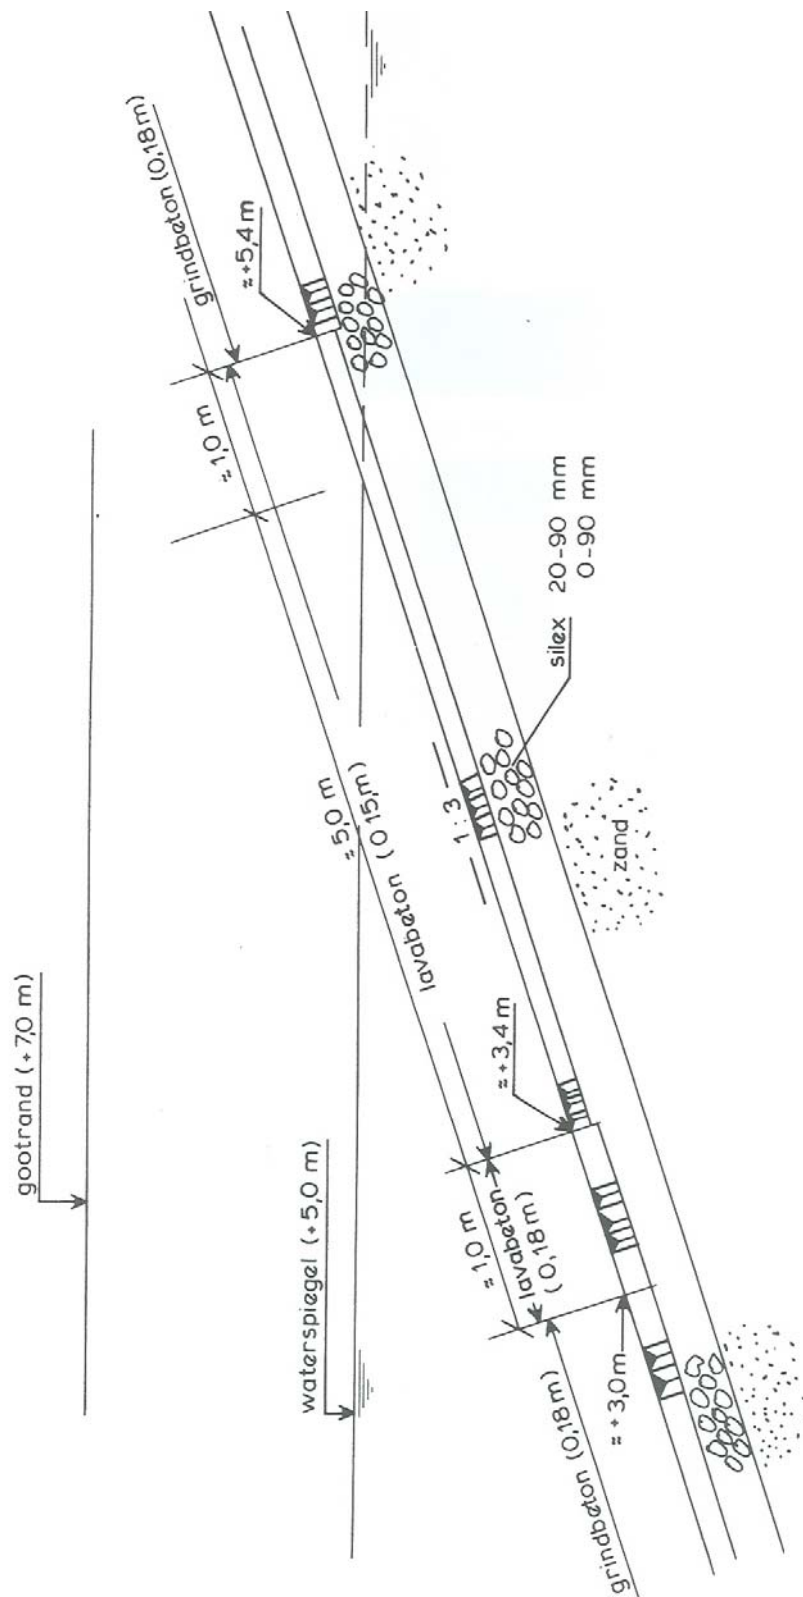 grindbeton (0,18 m)
≈+5,4 m
≈1,0 m
silex 20-90 mm
0-90 mm
≈5,0 m
lavabeton (0,15,m)
1:3
zand
gootrand (+7,0 m)
≈+3,4 m
waterspiegel (+5,0 m)
≈1,0 m
lavabeton
(0,18 m)
≈+3,0 m
grindbeton (0,18 m)